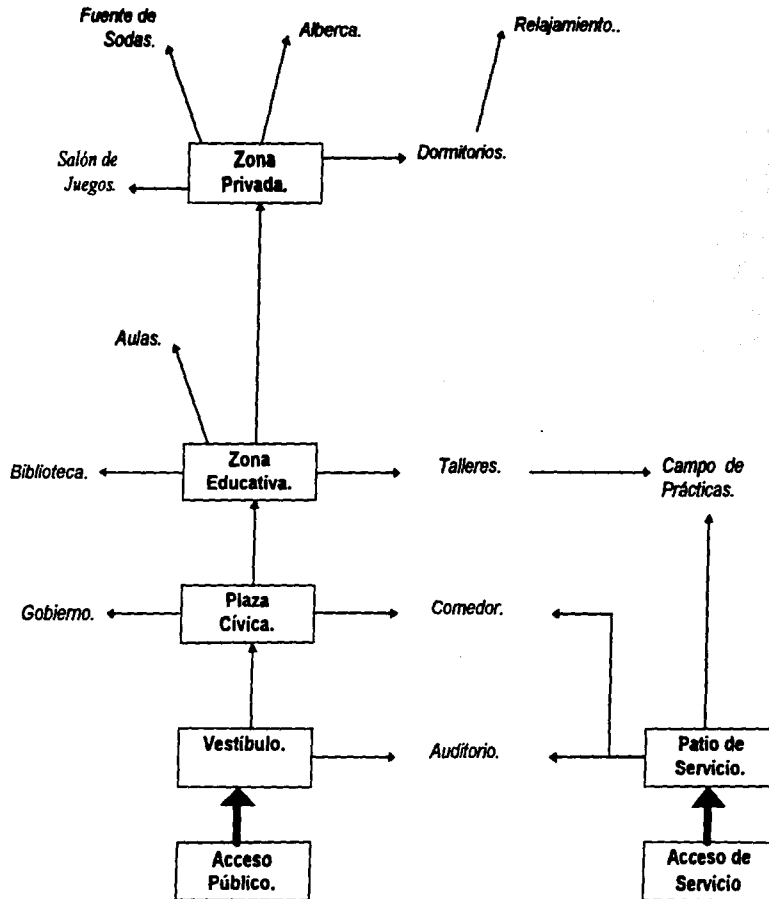 Fuente de
Sodas.
Alberca.
Relajamiento..
Salón de
Juegos.
Zona
Privada.
Dormitorios.
Aulas.
Biblioteca.
Zona
Educativa.
Talleres.
Campo de
Prácticas.
Gobierno.
Plaza
Cívica.
Comedor.
Vestíbulo.
Auditorio.
Patio de
Servicio.
Acceso
Público.
Acceso de
Servicio